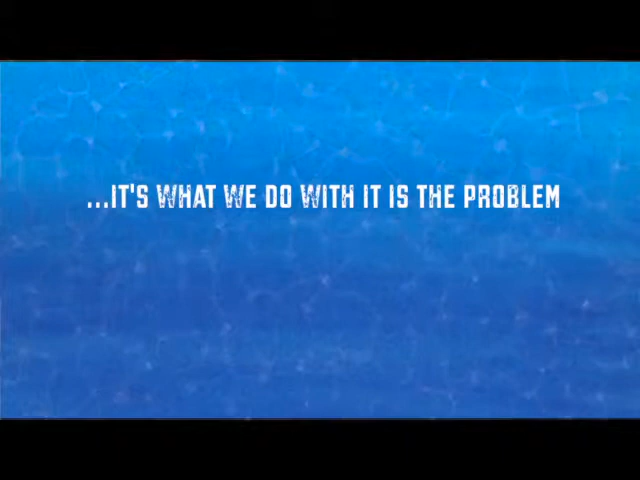 ...IT'S WHAT WE DO WITH IT IS THE PROBLEM